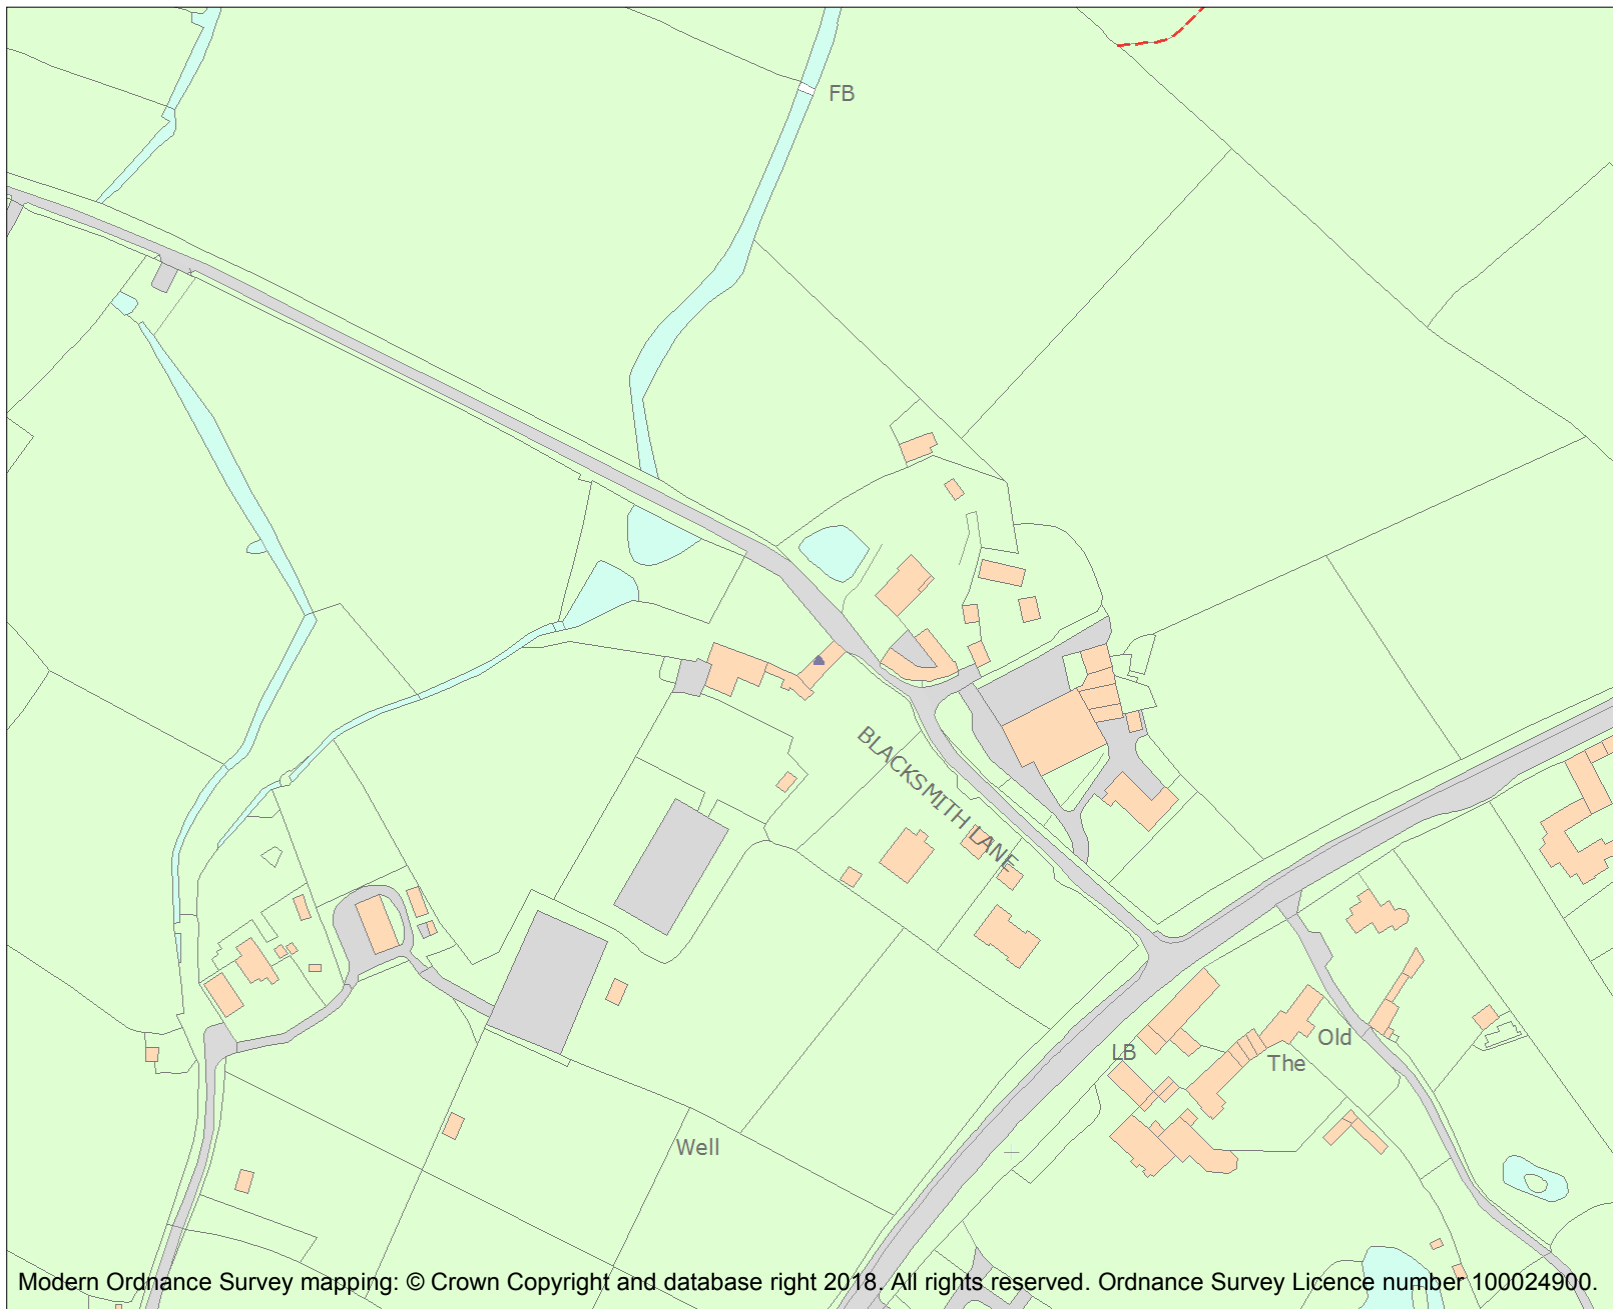 FB
BLACKSMITH LANE
Old
LB
The
Well
Modern Ordnance Survey mapping: © Crown Copyright and database right 2018. All rights reserved. Ordnance Survey Licence number 100024900.